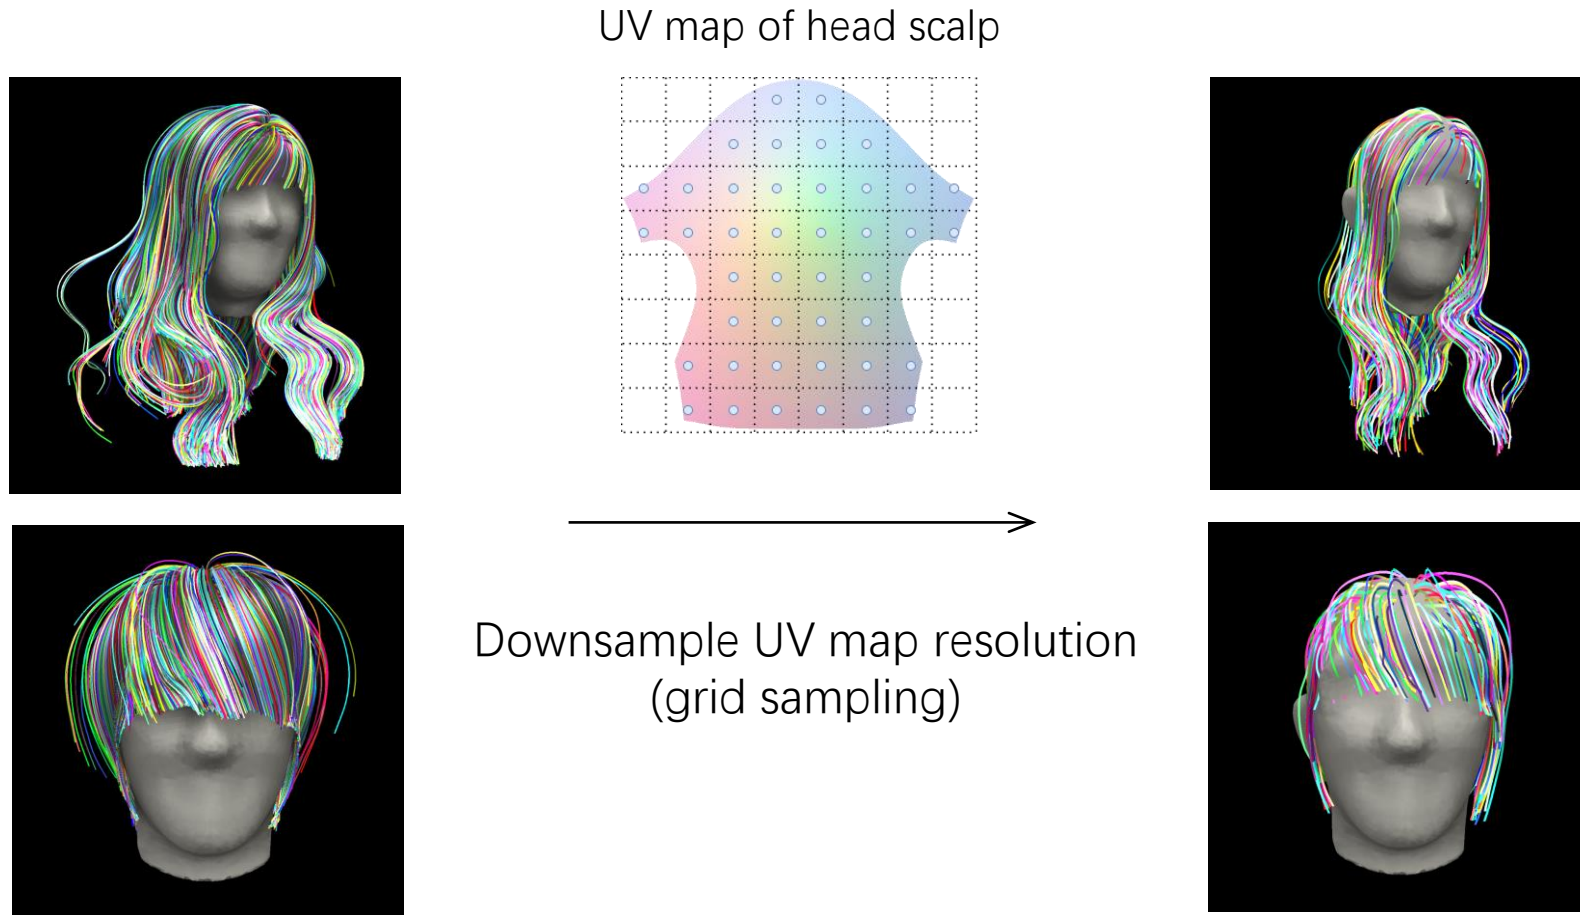 UV map of head scalp
Downsample UV map resolution
(grid sampling)